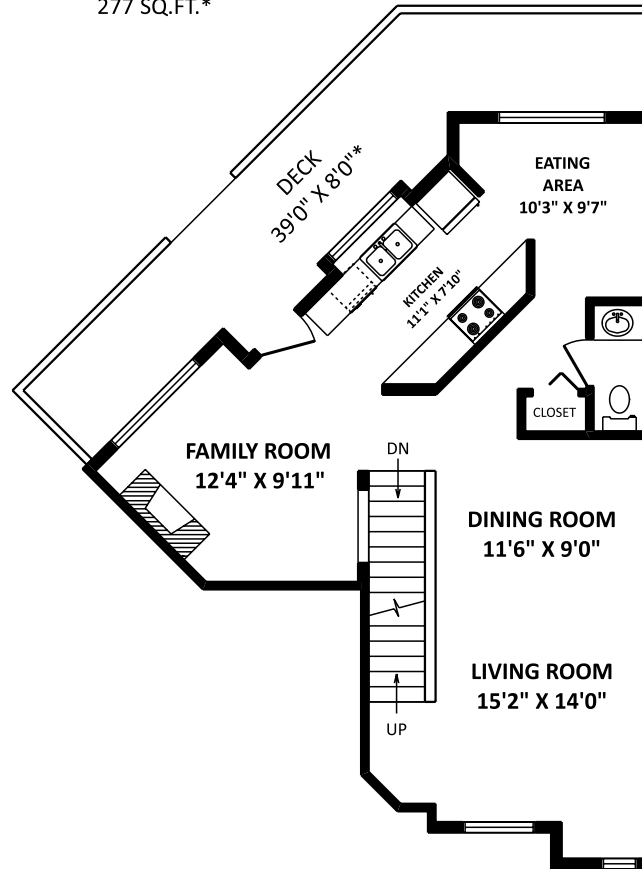 277 SQ.FT.*
DECK
39'0" X 8'0"*
EATING
AREA
10'3" X 9'7"
KITCHEN
11'1" X 7'10"
CLOSET
FAMILY ROOM
12'4" X 9'11"
DN
DINING ROOM
11'6" X 9'0"
LIVING ROOM
15'2" X 14'0"
UP